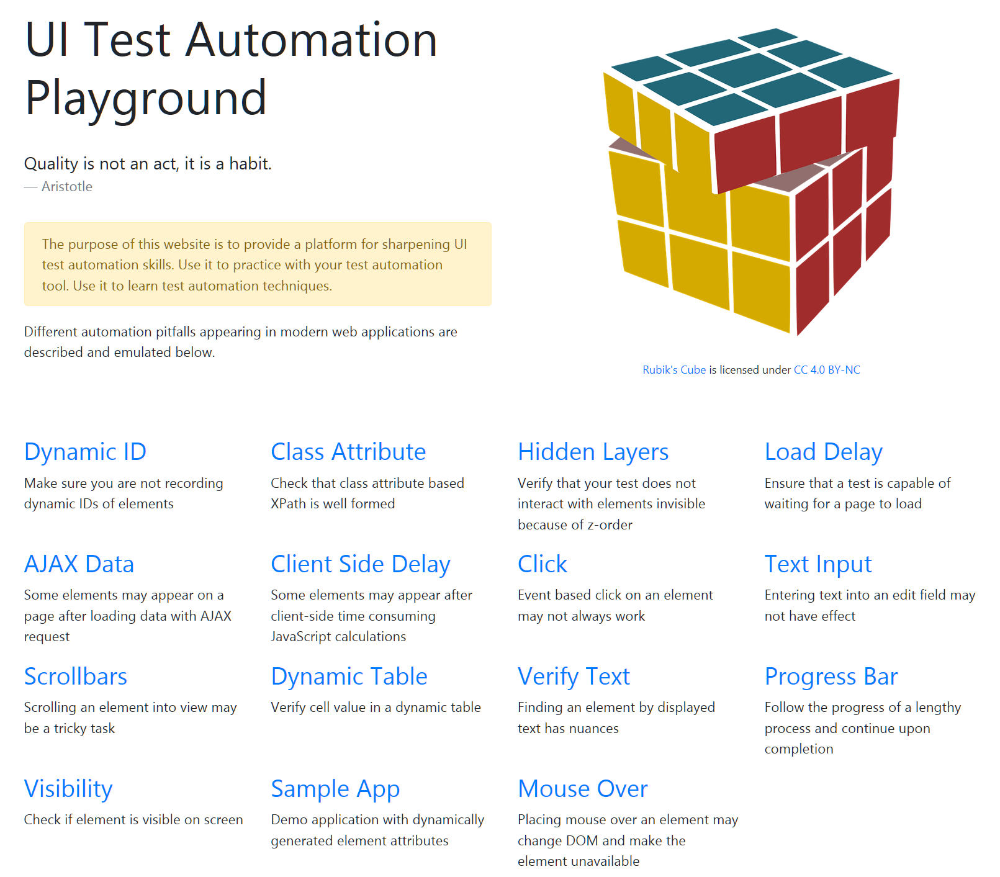 UI Test Automation
Playground
Quality is not an act, it is a habit.
— Aristotle
The purpose of this website is to provide a platform for sharpening UI
test automation skills. Use it to practice with your test automation
tool. Use it to learn test automation techniques.
Different automation pitfalls appearing in modern web applications are
described and emulated below.
Rubik's Cube is licensed under CC 4.0 BY-NC
Dynamic ID
Make sure you are not recording
dynamic IDs of elements
Class Attribute
Check that class attribute based
XPath is well formed
Hidden Layers
Verify that your test does not
interact with elements invisible
because of z-order
Load Delay
Ensure that a test is capable of
waiting for a page to load
AJAX Data
Some elements may appear on a
page after loading data with AJAX
request
Client Side Delay
Some elements may appear after
client-side time consuming
JavaScript calculations
Click
Event based click on an element
may not always work
Text Input
Entering text into an edit field may
not have effect
Scrollbars
Scrolling an element into view may
be a tricky task
Dynamic Table
Verify cell value in a dynamic table
Verify Text
Finding an element by displayed
text has nuances
Progress Bar
Follow the progress of a lengthy
process and continue upon
completion
Visibility
Check if element is visible on screen
Sample App
Demo application with dynamically
generated element attributes
Mouse Over
Placing mouse over an element may
change DOM and make the
element unavailable